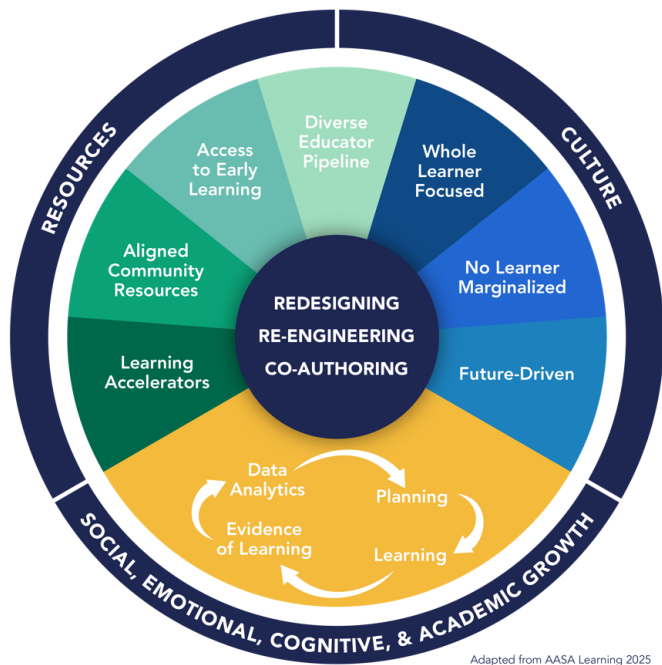 RESOURCES
CULTURE
Diverse
Educator
Pipeline
Access
to Early
Learning
Whole
Learner
Focused
Aligned
Community
Resources
No Learner
Marginalized
REDESIGNING
RE-ENGINEERING
CO-AUTHORING
Learning
Accelerators
Future-Driven
Data
Analytics
Planning
Evidence
of Learning
Learning
SOCIAL, EMOTIONAL, COGNITIVE, & ACADEMIC GROWTH
Adapted from AASA Learning 2025